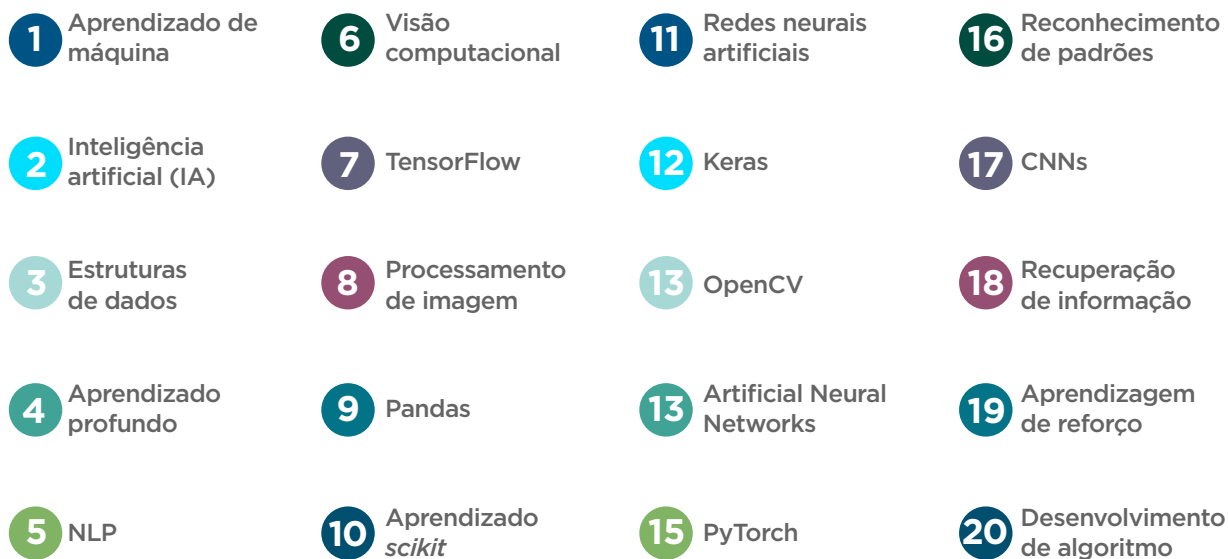 1 Aprendizado de
máquina
2 Inteligência
artificial (IA)
3 Estruturas
de dados
4 Aprendizado
profundo
5 NLP
6 Visão
computacional
7 TensorFlow
8 Processamento
de imagem
9 Pandas
10 Aprendizado
scikit
11 Redes neurais
artificiais
12 Keras
13 OpenCV
13 Artificial Neural
Networks
15 PyTorch
16 Reconhecimento
de padrões
17 CNNs
18 Recuperação
de informação
19 Aprendizagem
de reforço
20 Desenvolvimento
de algoritmo